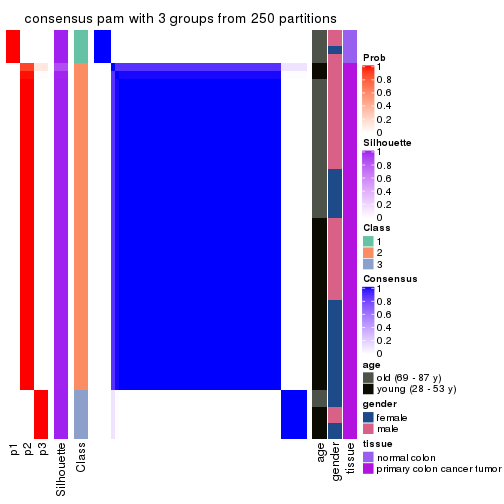 consensus pam with 3 groups from 250 partitions
Prob
1
0.8
0.6
0.4
0.2
0
Silhouette
1
0.8
0.6
0.4
0.2
0
Class
1
2
3
Consensus
1
0.8
0.6
0.4
0.2
0
age
old (69 - 87 y)
young (28 - 53 y)
gender
female
male
tissue
normal colon
primary colon cancer tumor
p1
p2
p3
Silhouette
Class
age
gender
tissue